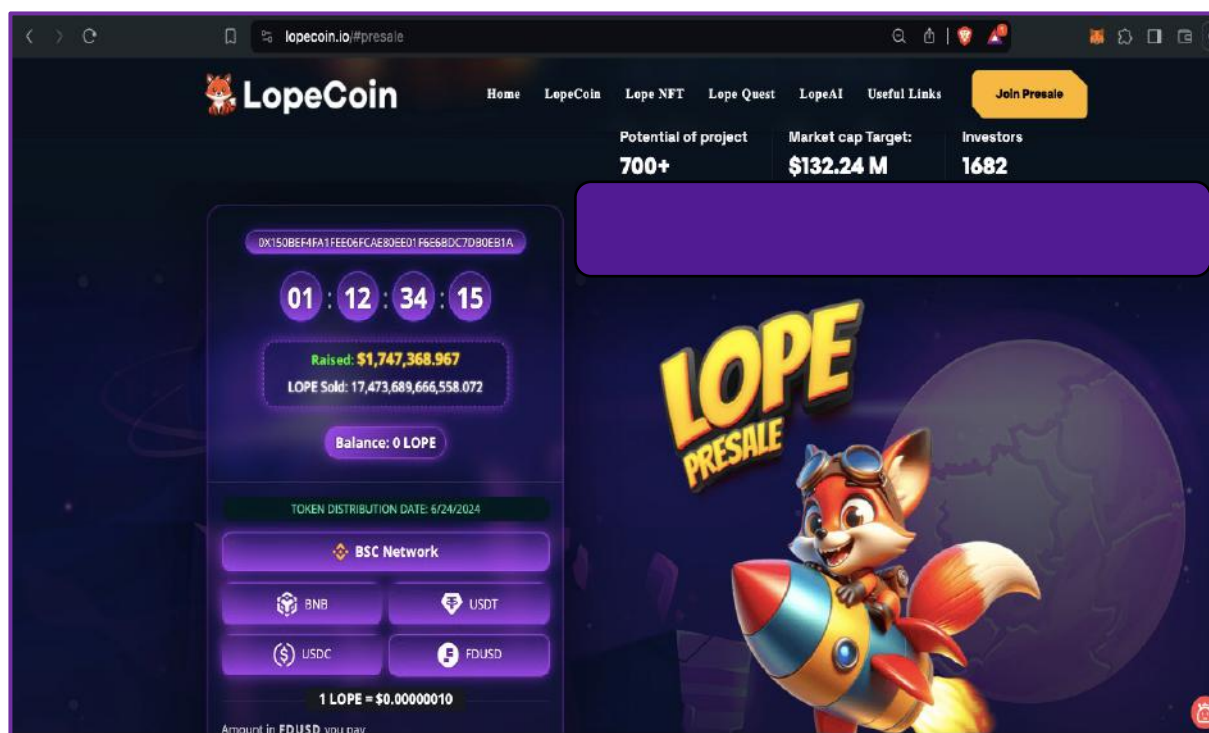 lopecoin.io/#presale
LopeCoin
Home LopeCoin Lope NFT Lope Quest LopeAI Useful Links Join Presale
Potential of project Market cap Target: Investors
700+ $132.24 M 1682
01 : 12 : 34 : 15
Raised: $1,747,368.967
LOPE Sold: 17,473,689,666,558.072
Balance: 0 LOPE
TOKEN DISTRIBUTION DATE: 6/24/2024
BSC Network
BNB USDT
USDC FDUSD
1 LOPE = $0.00000010
Amount in FDUSD you pay
LOPE
PRESALE